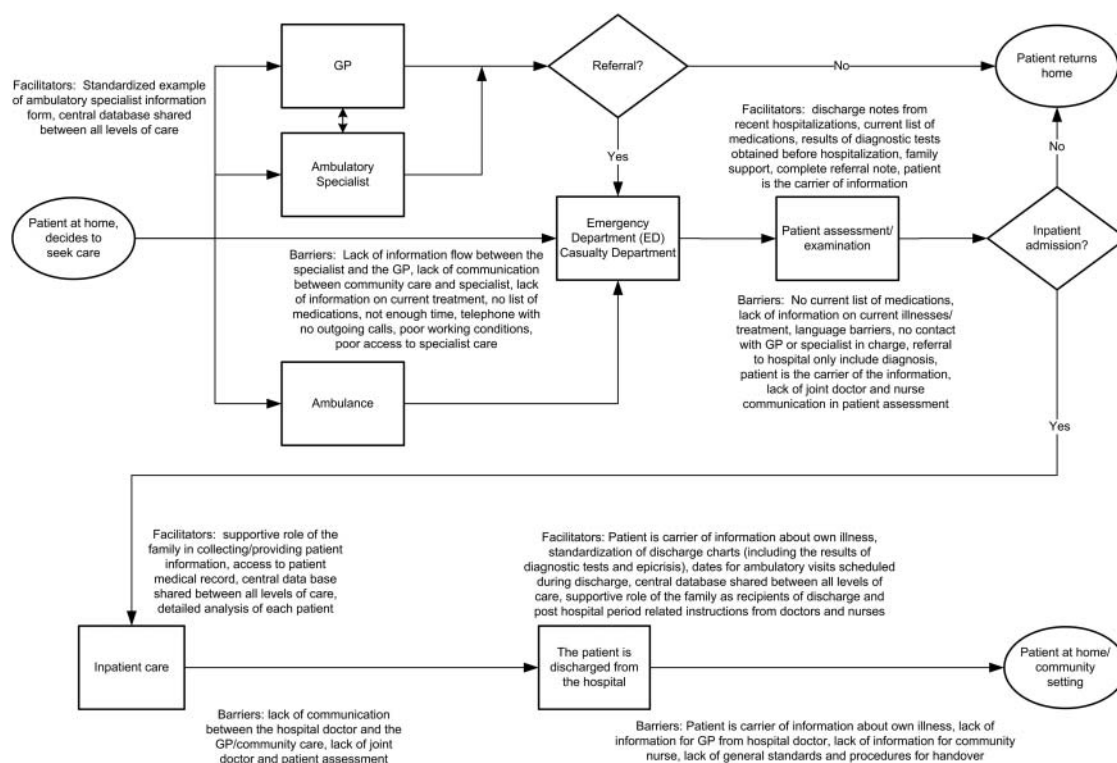 GP
Referral?
No
Patient returns
home
Facilitators:  Standardized example
of ambulatory specialist information
form, central database shared
between all levels of care
Ambulatory
Specialist
Yes
Facilitators:  discharge notes from
recent hospitalizations, current list of
medications, results of diagnostic tests
obtained before hospitalization, family
support, complete referral note, patient
is the carrier of information
No
Patient at home,
decides to
seek care
Emergency
Department (ED)
Casualty Department
Patient assessment/
examination
Inpatient
admission?
Barriers:  Lack of information flow between the
specialist and the GP, lack of communication
between community care and specialist, lack
of information on current treatment, no list of
medications, not enough time, telephone with
no outgoing calls, poor working conditions,
poor access to specialist care
Barriers:  No current list of medications,
lack of information on current illnesses/
treatment, language barriers, no contact
with GP or specialist in charge, referral
to hospital only include diagnosis,
patient is the carrier of the information,
lack of joint doctor and nurse
communication in patient assessment
Ambulance
Yes
Facilitators:  supportive role of the
family in collecting/providing patient
information, access to patient
medical record, central data base
shared between all levels of care,
detailed analysis of each patient
Facilitators: Patient is carrier of information about own illness,
standardization of discharge charts (including the results of
diagnostic tests and epicrisis), dates for ambulatory visits scheduled
during discharge, central database shared between all levels of
care, supportive role of the family as recipients of discharge and
post hospital period related instructions from doctors and nurses
Inpatient care
The patient is
discharged from
the hospital
Patient at home/
community
setting
Barriers: lack of communication
between the hospital doctor and the
GP/community care, lack of joint
doctor and patient assessment
Barriers: Patient is carrier of information about own illness, lack of
information for GP from hospital doctor, lack of information for community
nurse, lack of general standards and procedures for handover